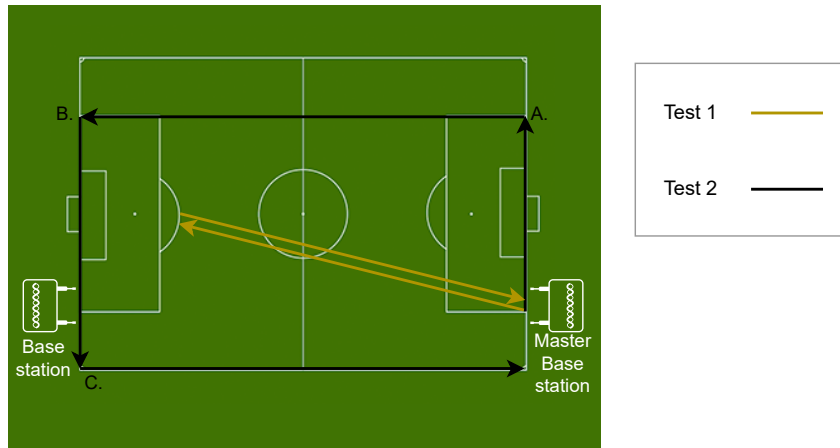 B.
A.
Test 1
Test 2
Base
station
Master
Base
station
C.